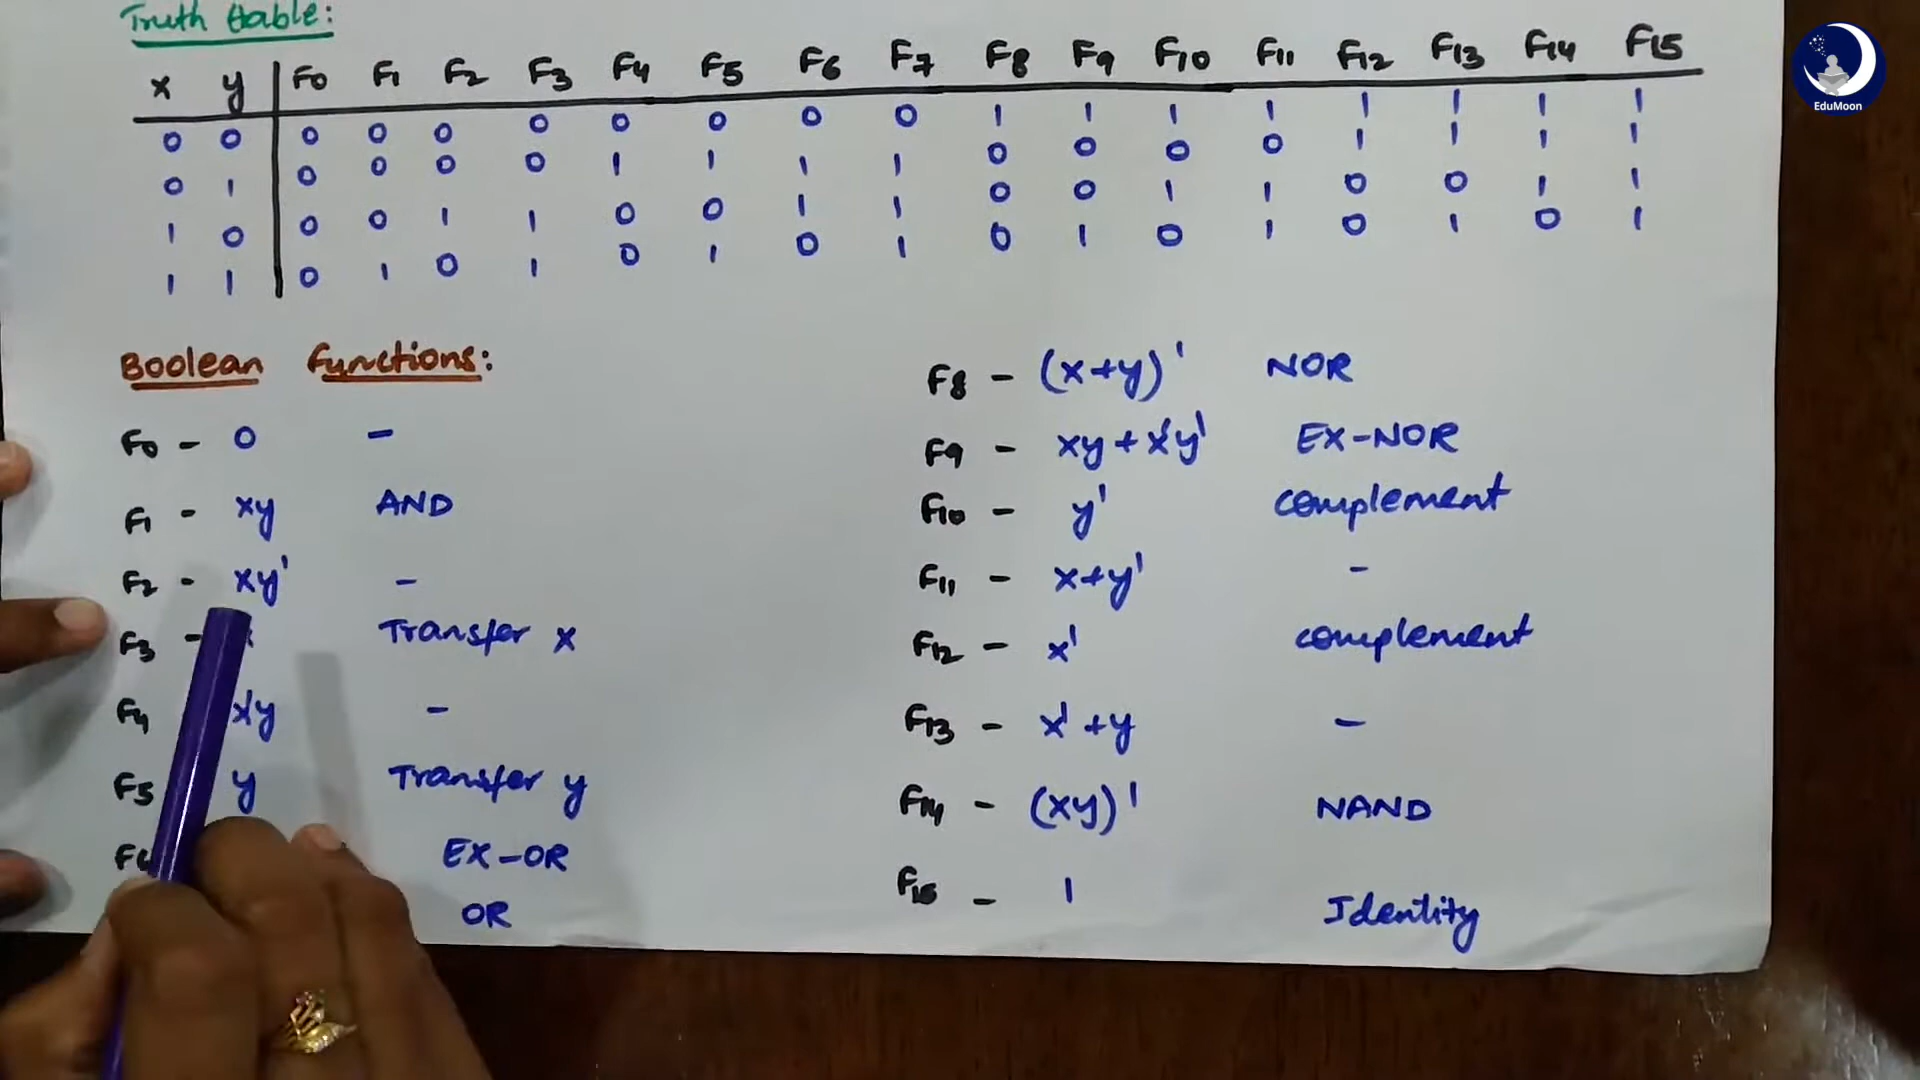 Truth table:
x y F0 F1 F2 F3 F4 F5 F6 F7 F8 F9 F10 F11 F12 F13 F14 F15
0 0 0 0 0 0 0 0 0 0 1 1 1 1 1 1 1 1
0 1 0 0 0 0 1 1 1 1 0 0 0 0 1 1 1 1
1 0 0 0 1 1 0 0 1 1 0 0 1 1 0 0 1 1
1 1 0 1 0 1 0 1 0 1 0 1 0 1 0 1 0 1
Boolean functions:
F0 - 0 -
F1 - xy AND
F2 - xy' -
F3 - Transfer x
F4 x'y -
F5 y Transfer y
EX-OR
OR
F8 - (x+y)' NOR
F9 - xy + x'y' EX-NOR
F10 - y' complement
F11 - x+y' -
F12 - x' complement
F13 - x'+y -
F14 - (xy)' NAND
F15 - 1 Identity
EduMoon